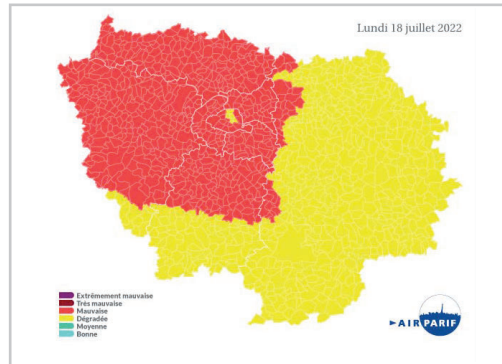 Lundi 18 juillet 2022
Extrêmement mauvaise
Très mauvaise
Mauvaise
Dégradée
Moyenne
Bonne
AIRPARIF